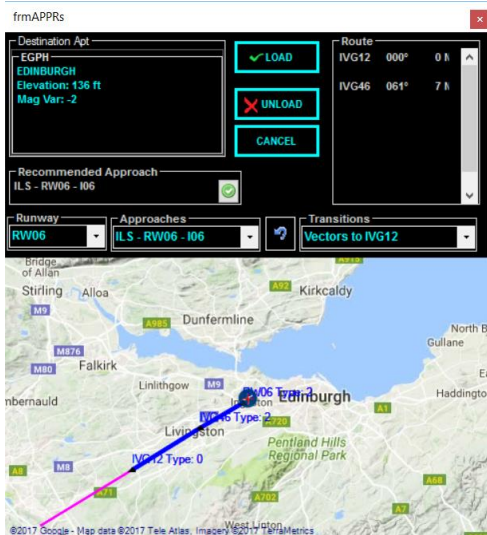 frmAPPRs
Destination Apt
EGPH
EDINBURGH
Elevation: 136 ft
Mag Var: -2
LOAD
UNLOAD
CANCEL
Route
IVG12 000° 0 N
IVG46 061° 7 N
Recommended Approach
ILS - RW06 - I06
Runway
RW06
Approaches
ILS - RW06 - I06
Transitions
Vectors to IVG12
Bridge
of Allan
A915
Stirling
Alloa
A92
Kirkcaldy
M9
A985
Dunfermline
North B
Gullane
M876
M80
Falkirk
Linlithgow
M9
RW06 Type: 2
Edinburgh
Haddingto
mbernauld
A1
IVG46 Type: 2
A720
Livingston
Pentland Hills
Regional Park
IVG12 Type: 0
A8
M8
A71
A68
A702
A7
West Linton
©2017 Google - Map data ©2017 Tele Atlas, Imagery ©2017 TerraMetrics